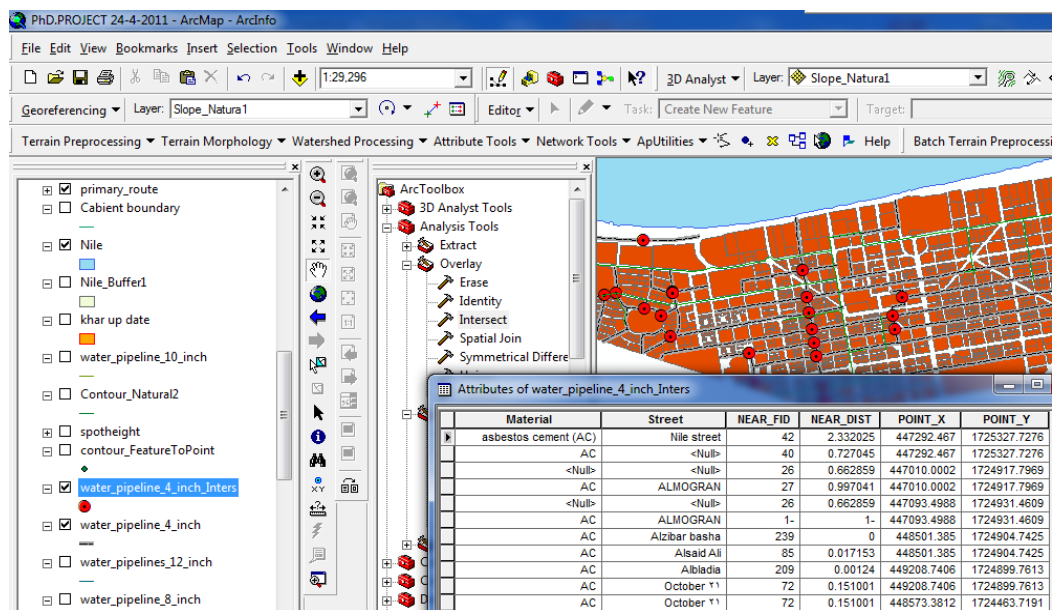 PhD.PROJECT 24-4-2011 - ArcMap - ArcInfo
File Edit View Bookmarks Insert Selection Tools Window Help
1:29,296 3D Analyst Layer: Slope_Natura1
Georeferencing Layer: Slope_Natura1 Editor Task: Create New Feature Target:
Terrain Preprocessing Terrain Morphology Watershed Processing Attribute Tools Network Tools ApUtilities Help Batch Terrain Preprocessi
primary_route
Cabient boundary
Nile
Nile_Buffer1
khar up date
water_pipeline_10_inch
Contour_Natural2
spotheight
contour_FeatureToPoint
water_pipeline_4_inch_Inters
water_pipeline_4_inch
water_pipelines_12_inch
water_pipeline_8_inch
ArcToolbox
3D Analyst Tools
Analysis Tools
Extract
Overlay
Erase
Identity
Intersect
Spatial Join
Symmetrical Differe
Attributes of water_pipeline_4_inch_Inters
Material Street NEAR_FID NEAR_DIST POINT_X POINT_Y
asbestos cement (AC) Nile street 42 2.332025 447292.467 1725327.7276
AC <Null> 40 0.727045 447292.467 1725327.7276
<Null> <Null> 26 0.662859 447010.0002 1724917.7969
AC ALMOGRAN 27 0.997041 447010.0002 1724917.7969
<Null> <Null> 26 0.662859 447093.4988 1724931.4609
AC ALMOGRAN 1- 1- 447093.4988 1724931.4609
AC Alzibar basha 239 0 448501.385 1724904.7425
AC Alsaid Ali 85 0.017153 448501.385 1724904.7425
AC Albladia 209 0.00124 449208.7406 1724899.7613
AC October ٢١ 72 0.151001 449208.7406 1724899.7613
AC October ٢١ 72 0.151001 448573.3812 1724463.7191